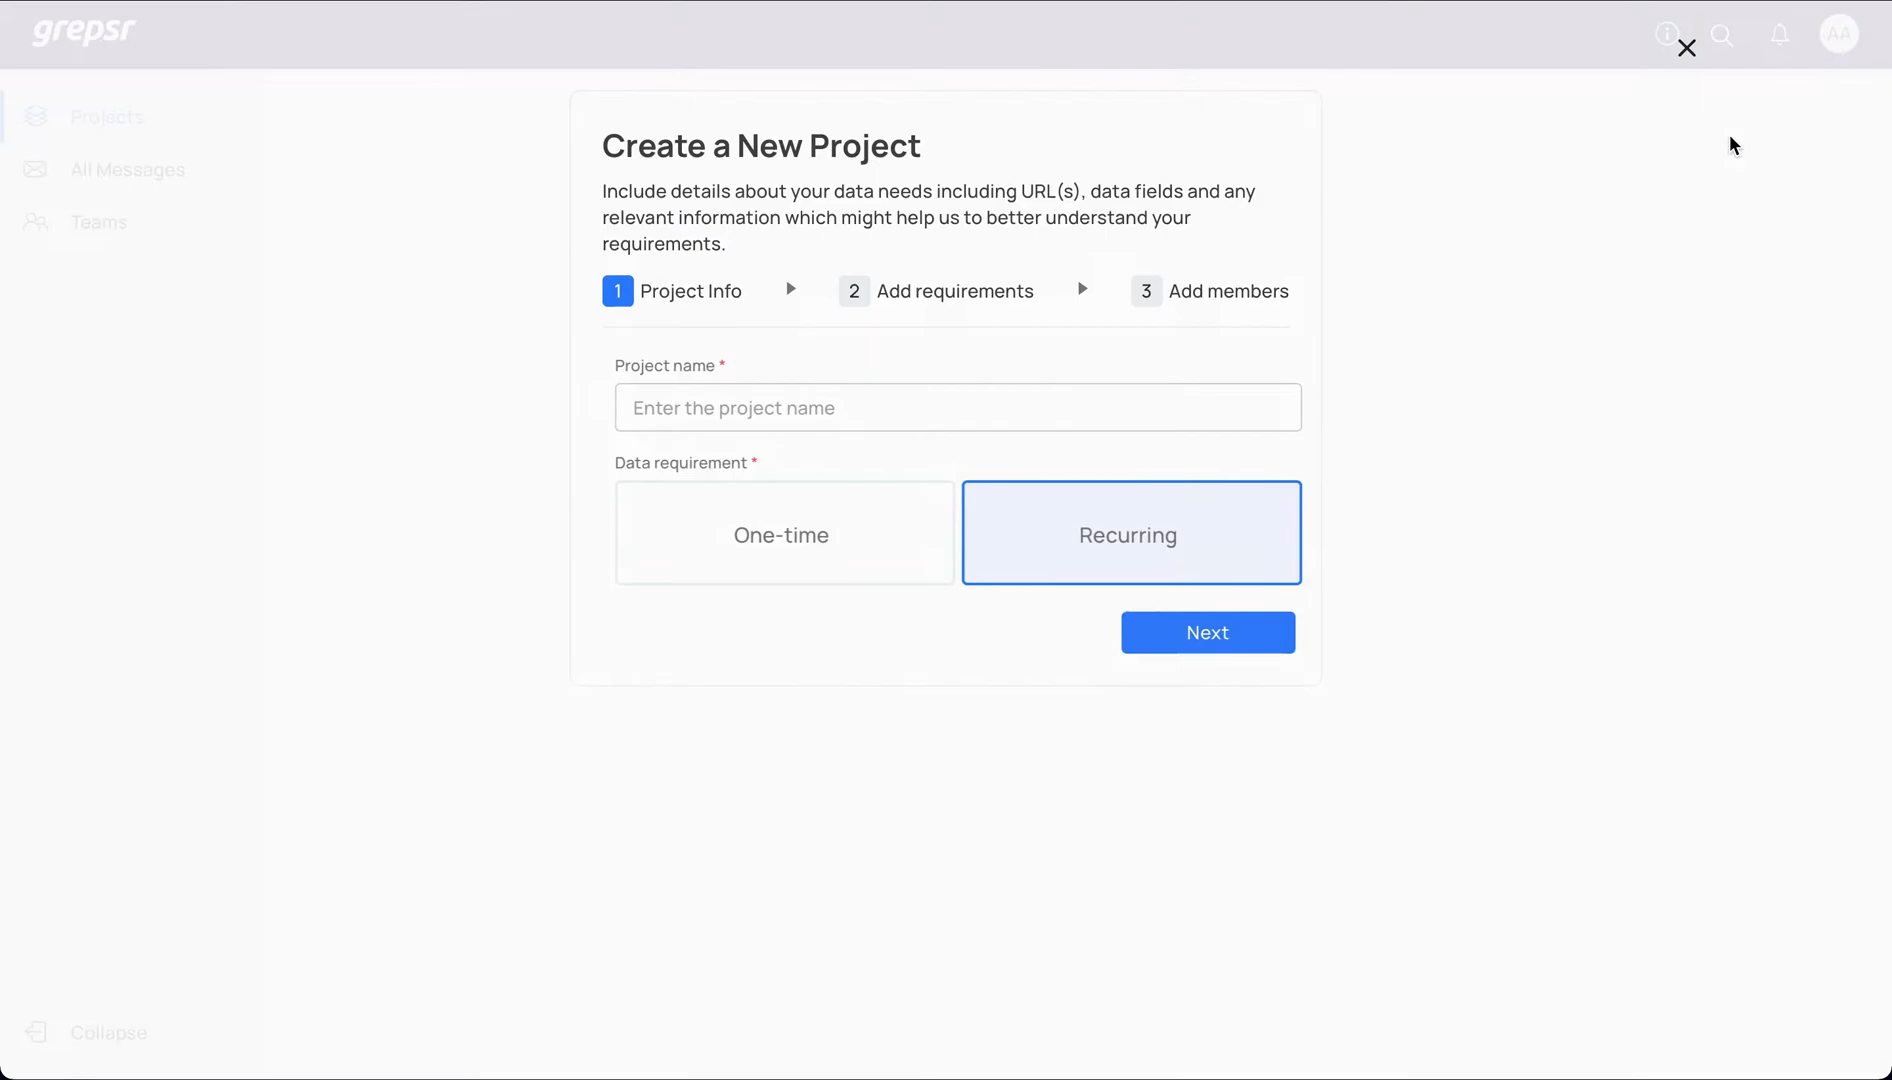 grepsr
AA
Projects
All Messages
Teams
Create a New Project
Include details about your data needs including URL(s), data fields and any
relevant information which might help us to better understand your
requirements.
1 Project Info
2 Add requirements
3 Add members
Project name *
Enter the project name
Data requirement *
One-time
Recurring
Next
Collapse